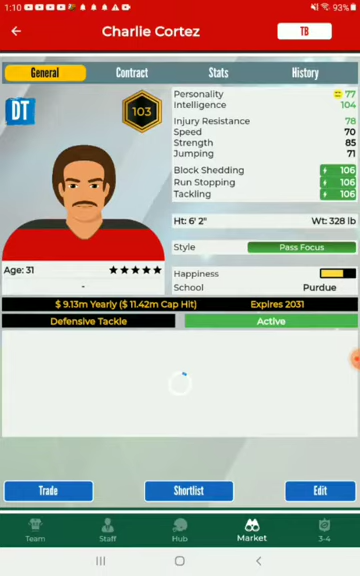 1:10 93%
Charlie Cortez TB
General Contract Stats History
DT
103
Personality 77
Intelligence 104
Injury Resistance 78
Speed 70
Strength 85
Jumping 71
Block Shedding 106
Run Stopping 106
Tackling 106
Ht: 6' 2" Wt: 328 lb
Style Pass Focus
Age: 31
-
Happiness
School Purdue
$ 9.13m Yearly ($ 11.42m Cap Hit) Expires 2031
Defensive Tackle Active
Trade Shortlist Edit
Team Staff Hub Market 3-4